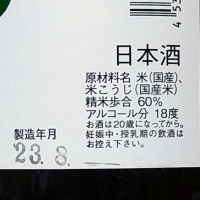 453
日本酒
原材料名 米(国産)、
米こうじ(国産米)
精米歩合 60%
アルコール分 18度
お酒は20歳になってから。
妊娠中・授乳期の飲酒は
お控え下さい。
製造年月
23.8.